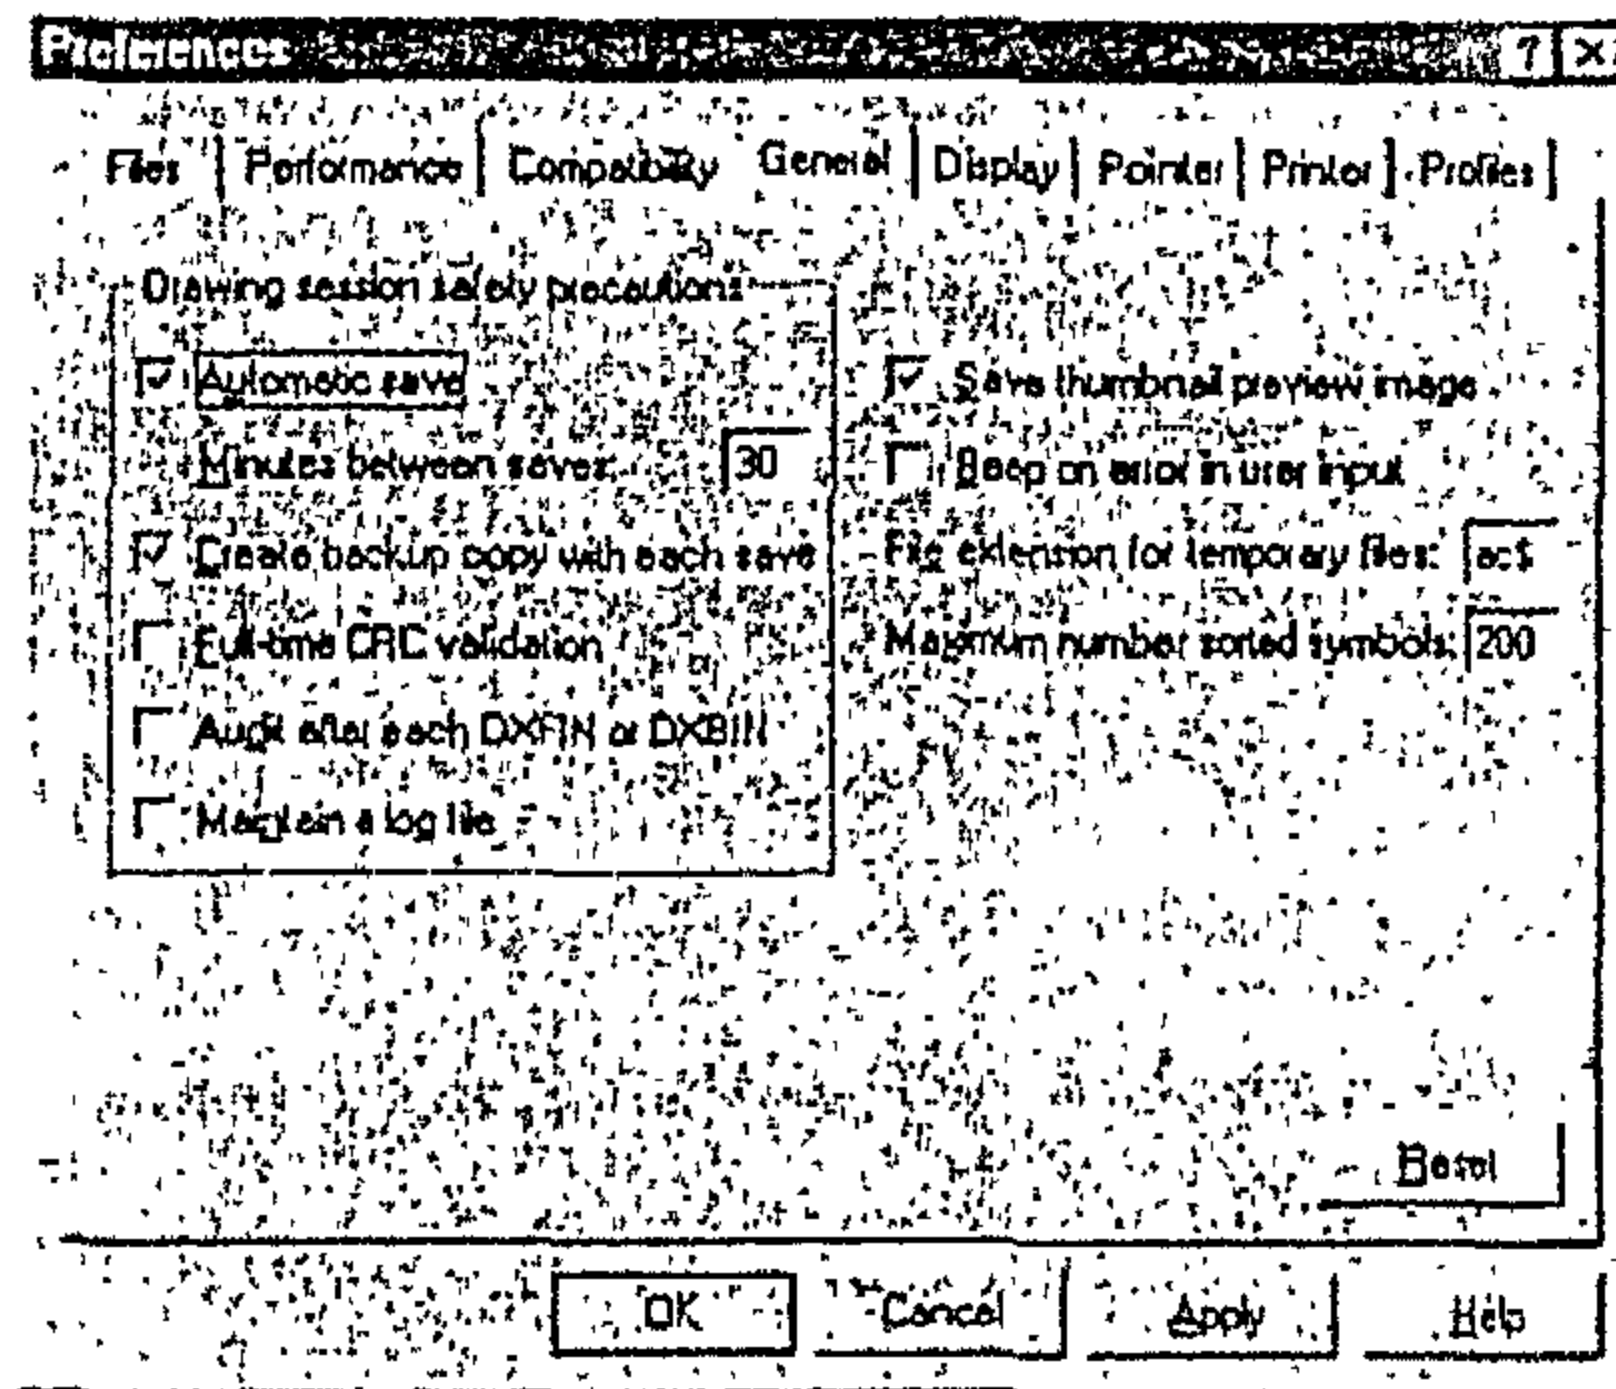 Preferences ? ×
Files Performance Compatibility General Display Pointer Printer Profiles
Drawing session safety precautions
Automatic save
Minutes between saves: 30
Create backup copy with each save
Full-time CRC validation
Audit after each DXFIN or DXBIN
Maintain a log file
Save thumbnail preview image
Beep on error in user input
File extension for temporary files: ac$
Maximum number sorted symbols: 200
Reset
OK Cancel Apply Help